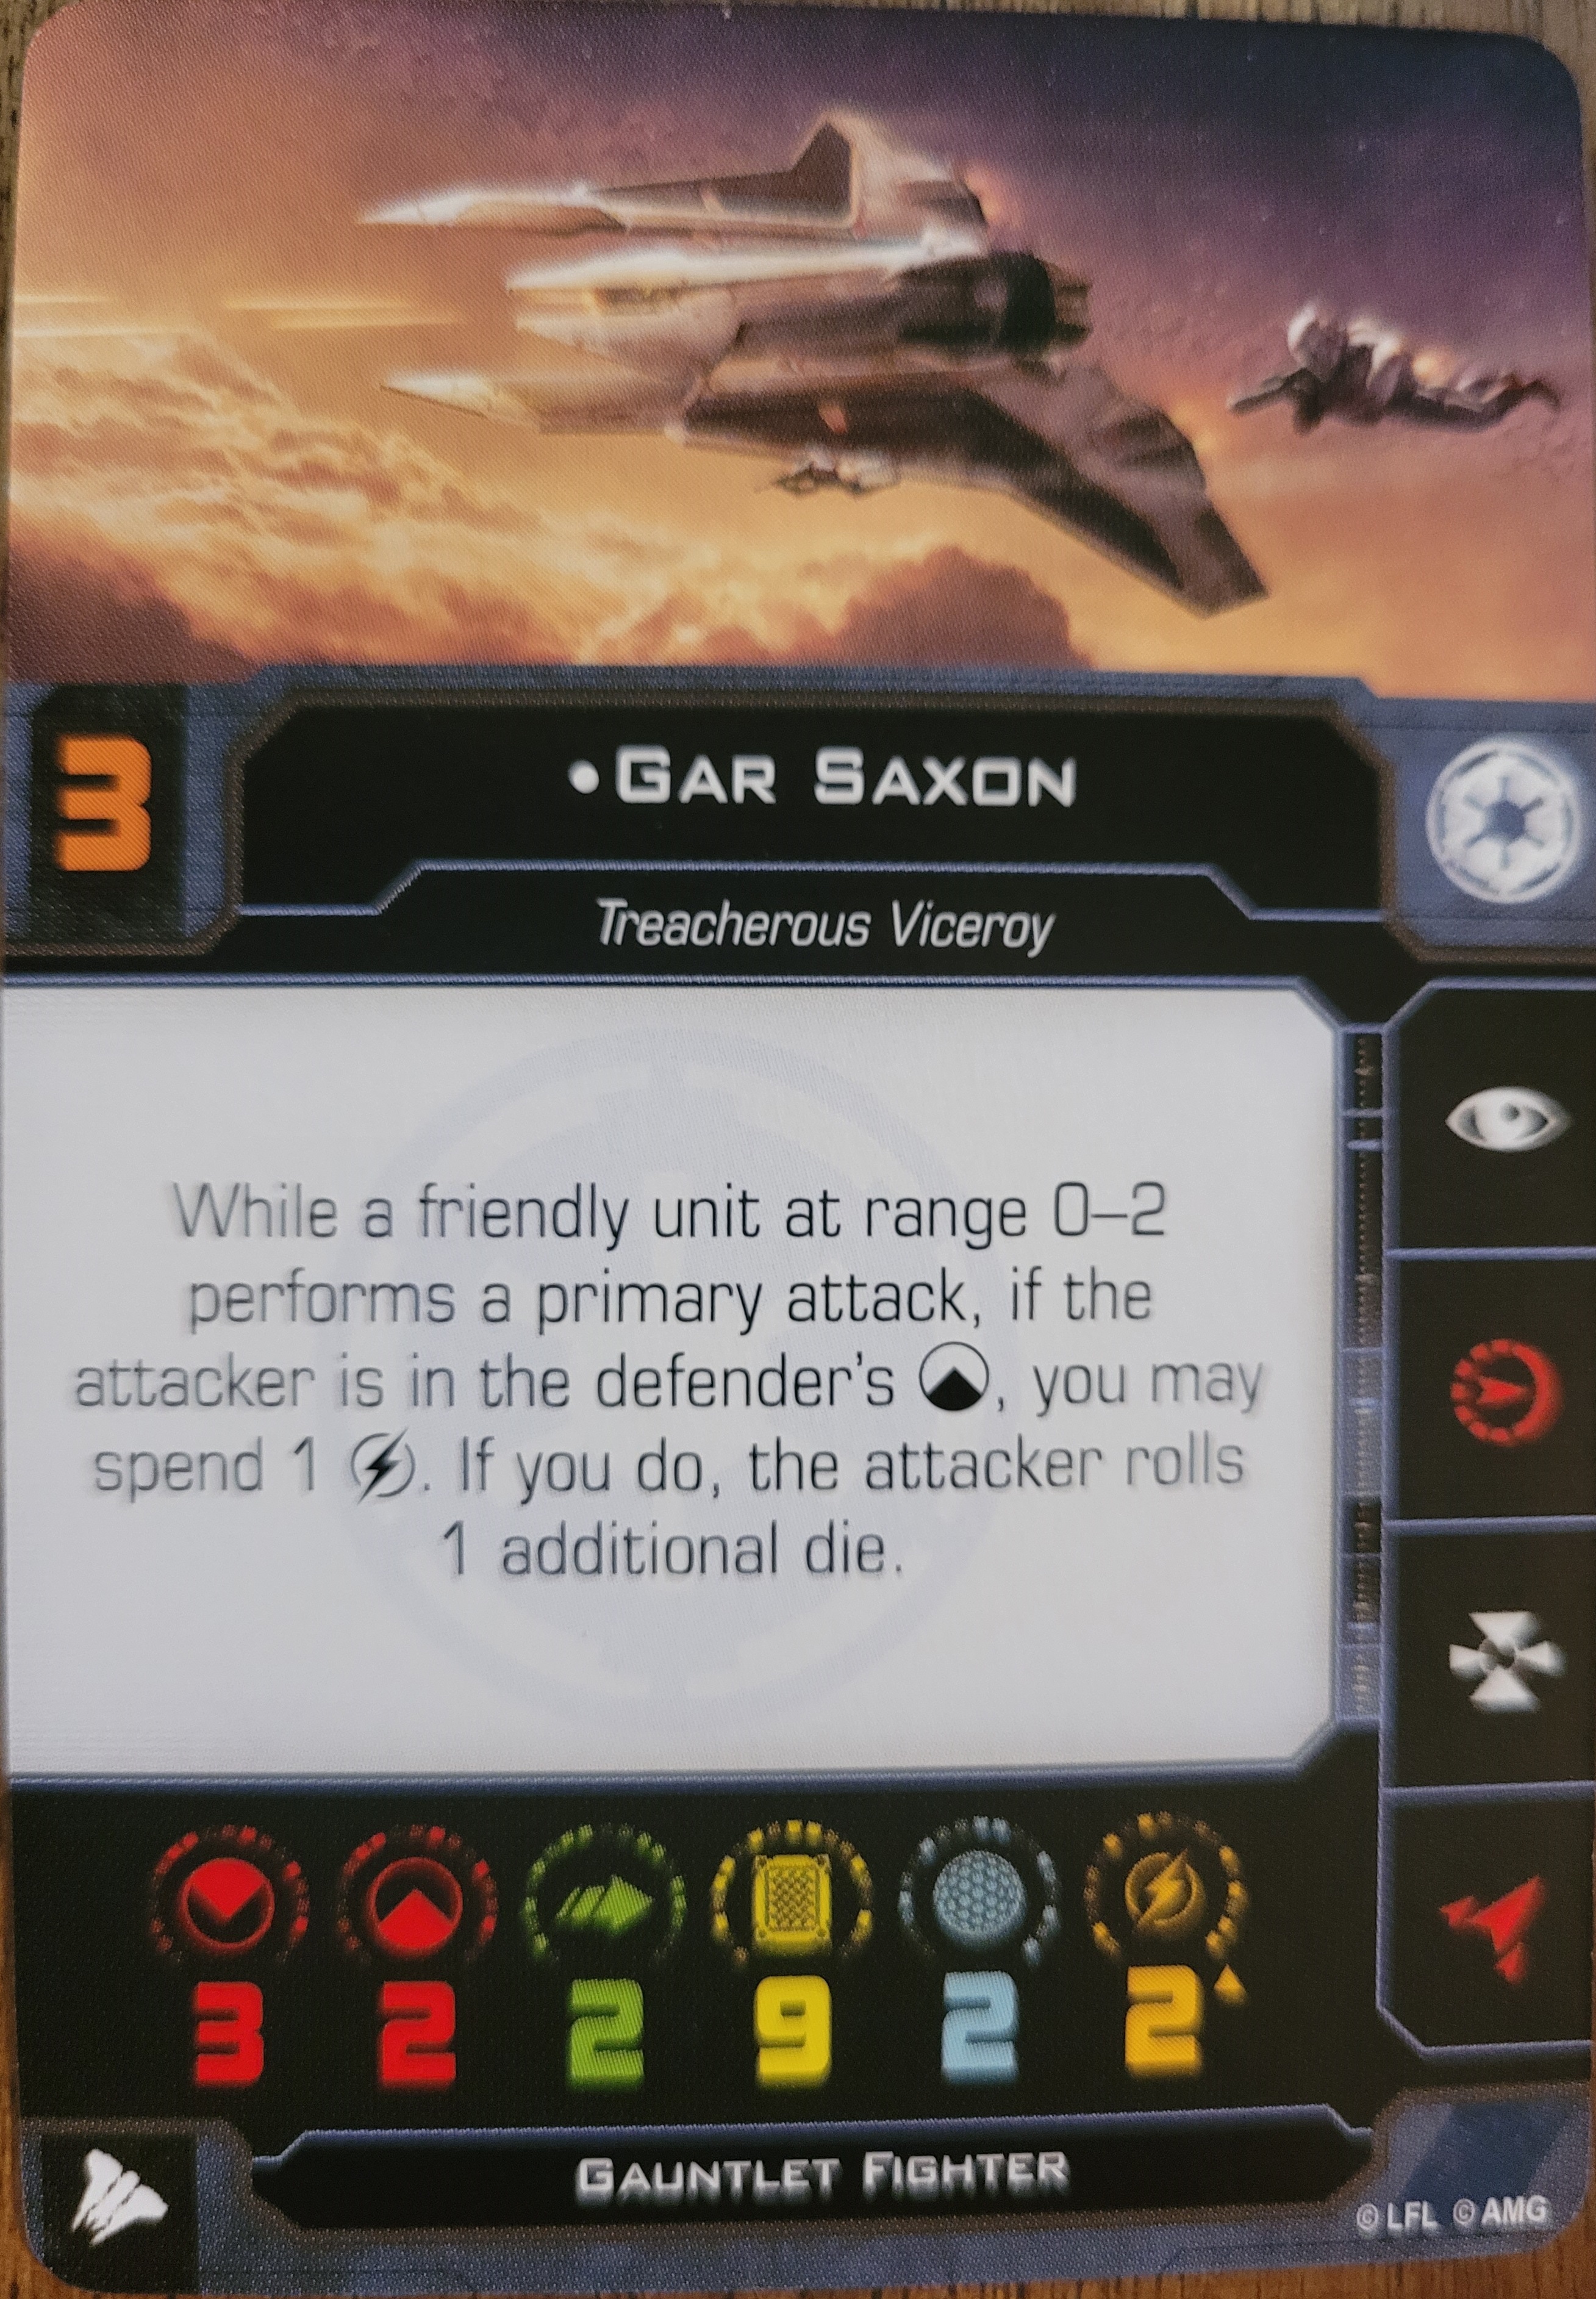 3
•Gar Saxon
Treacherous Viceroy
While a friendly unit at range 0–2
performs a primary attack, if the
attacker is in the defender's , you may
spend 1 . If you do, the attacker rolls
1 additional die.
3 2 2 9 2 2
Gauntlet Fighter
© LFL © AMG